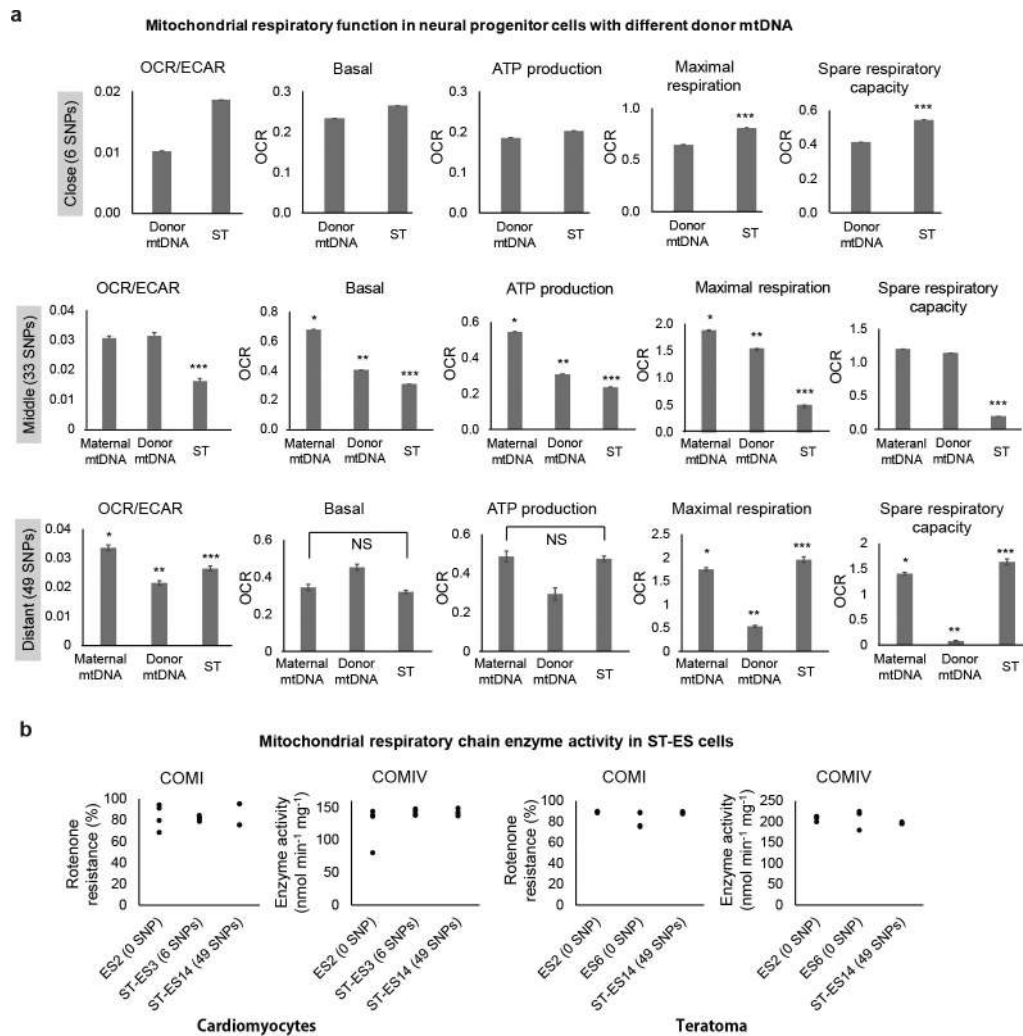 a
Mitochondrial respiratory function in neural progenitor cells with different donor mtDNA
Close (6 SNPs)
OCR/ECAR
0.02
0.01
0.00
Donor
mtDNA
ST
Basal
OCR
0.3
0.2
0.1
0.0
Donor
mtDNA
ST
ATP production
OCR
0.3
0.2
0.1
0.0
Donor
mtDNA
ST
Maximal
respiration
OCR
1.0
0.5
0.0
***
Donor
mtDNA
ST
Spare respiratory
capacity
OCR
0.6
0.4
0.2
0.0
***
Donor
mtDNA
ST
Middle (33 SNPs)
OCR/ECAR
0.04
0.03
0.02
0.01
0
***
Maternal
mtDNA
Donor
mtDNA
ST
Basal
OCR
0.8
0.6
0.4
0.2
0.0
*
**
***
Maternal
mtDNA
Donor
mtDNA
ST
ATP production
OCR
0.6
0.4
0.2
0.0
*
**
***
Maternal
mtDNA
Donor
mtDNA
ST
Maximal respiration
OCR
2.0
1.5
1.0
0.5
0.0
*
**
***
Maternal
mtDNA
Donor
mtDNA
ST
Spare respiratory
capacity
OCR
1.5
1.0
0.5
0.0
***
Materanl
mtDNA
Donor
mtDNA
ST
Distant (49 SNPs)
OCR/ECAR
0.04
0.03
0.02
0.01
0
*
**
***
Maternal
mtDNA
Donor
mtDNA
ST
Basal
OCR
0.6
0.4
0.2
0
NS
Maternal
mtDNA
Donor
mtDNA
ST
ATP production
OCR
0.6
0.4
0.2
0
NS
Maternal
mtDNA
Donor
mtDNA
ST
Maximal respiration
OCR
2.5
2
1.5
1
0.5
0
*
**
***
Maternal
mtDNA
Donor
mtDNA
ST
Spare respiratory
capacity
OCR
2
1.5
1
0.5
0
*
**
***
Maternal
mtDNA
Donor
mtDNA
ST
b
Mitochondrial respiratory chain enzyme activity in ST-ES cells
COMI
Rotenone
resistance (%)
100
80
60
40
20
0
ES2 (0 SNP)
ST-ES3 (6 SNPs)
ST-ES14 (49 SNPs)
COMIV
Enzyme activity
(nmol min⁻¹ mg⁻¹)
150
100
50
0
ES2 (0 SNP)
ST-ES3 (6 SNPs)
ST-ES14 (49 SNPs)
Cardiomyocytes
COMI
Rotenone
resistance (%)
100
80
60
40
20
0
ES2 (0 SNP)
ES6 (0 SNP)
ST-ES14 (49 SNPs)
COMIV
Enzyme activity
(nmol min⁻¹ mg⁻¹)
250
200
150
100
50
0
ES2 (0 SNP)
ES6 (0 SNP)
ST-ES14 (49 SNPs)
Teratoma